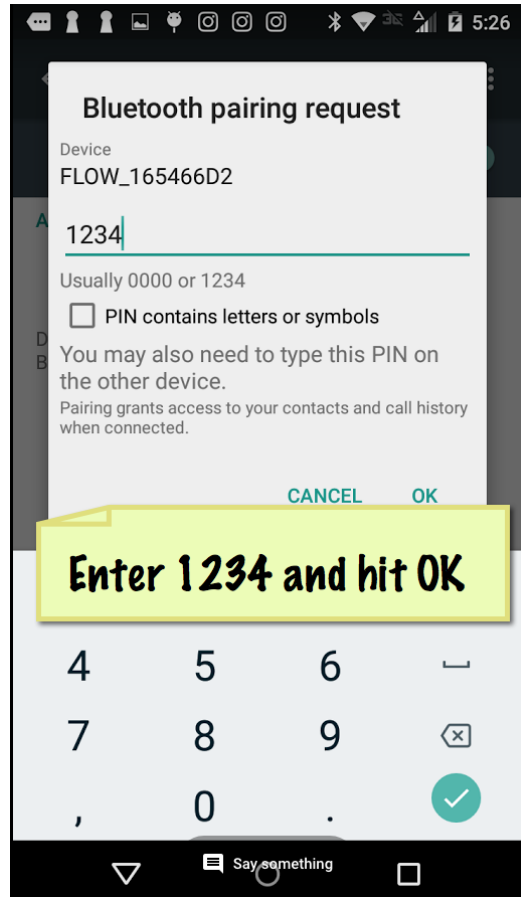 5:26
Bluetooth pairing request
Device
FLOW_165466D2
A
1234
Usually 0000 or 1234
PIN contains letters or symbols
D
You may also need to type this PIN on
B
the other device.
Pairing grants access to your contacts and call history
when connected.
CANCEL OK
Enter 1234 and hit OK
4 5 6
7 8 9
, 0 .
Say something